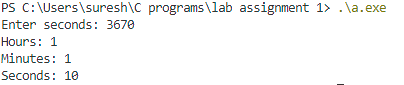 PS C:\Users\suresh\C programs\lab assignment 1> .\a.exe
Enter seconds: 3670
Hours: 1
Minutes: 1
Seconds: 10